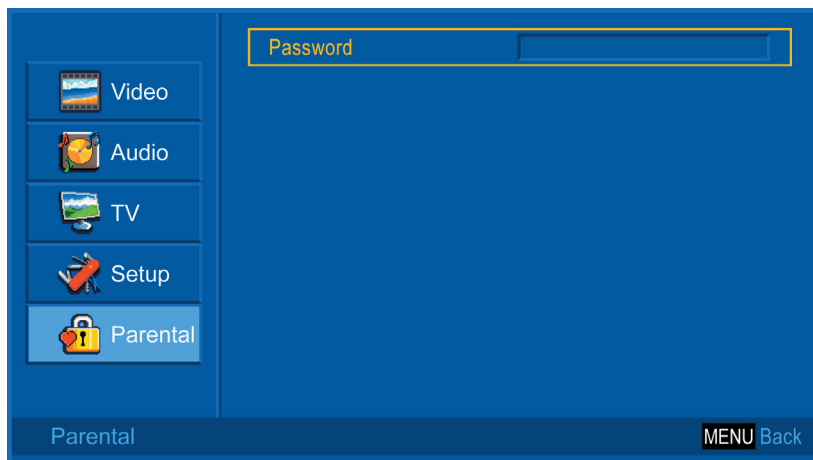 Password
Video
Audio
TV
Setup
Parental
Parental
MENU Back